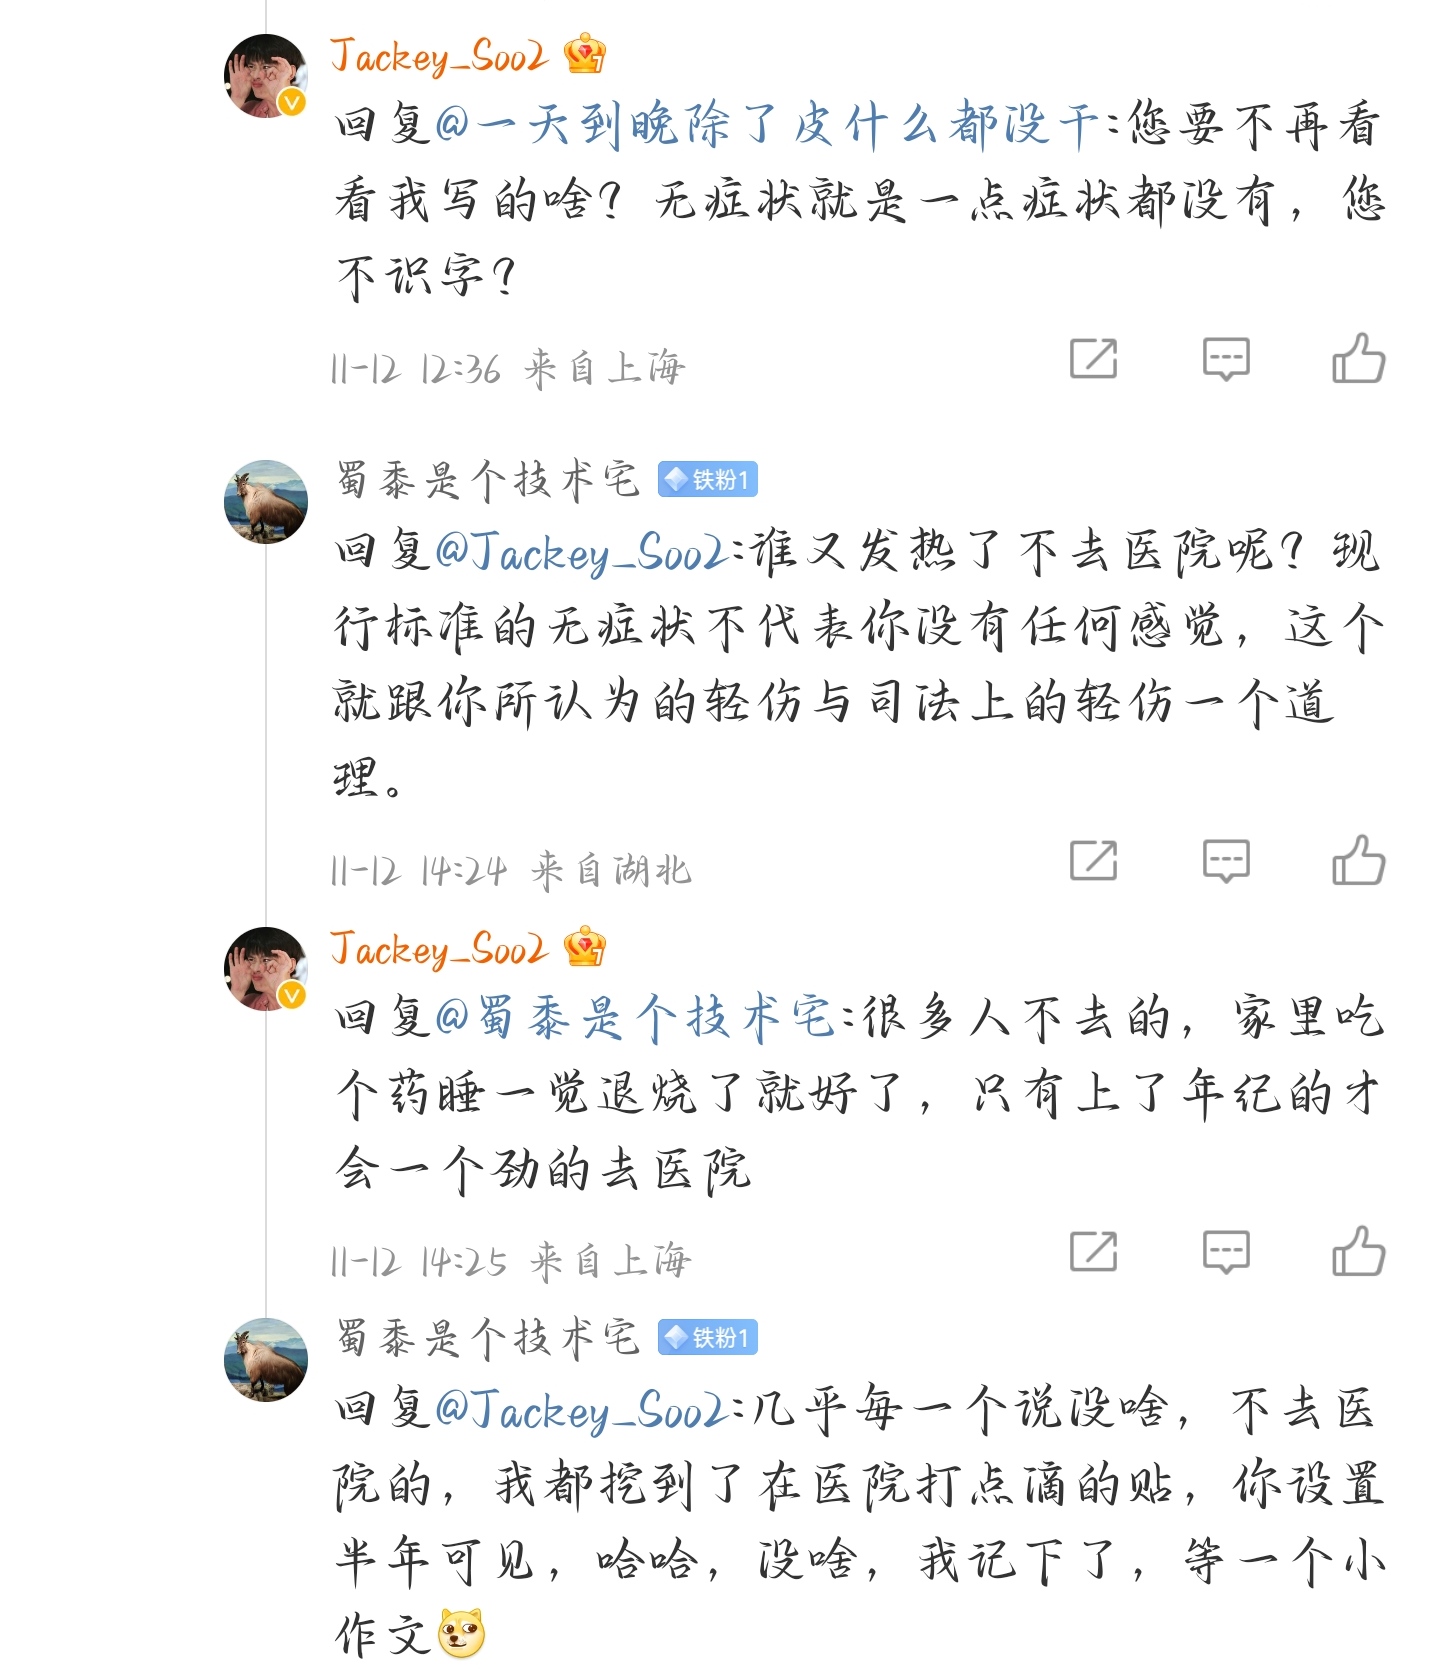 Jackey_Soo2 7
回复@一天到晚除了皮什么都没干:您要不再看
看我写的啥？无症状就是一点症状都没有，您
不识字？
11-12 12:36 来自上海
蜀黍是个技术宅 铁粉1
回复@Jackey_Soo2:谁又发热了不去医院呢？现
行标准的无症状不代表你没有任何感觉，这个
就跟你所认为的轻伤与司法上的轻伤一个道
理。
11-12 14:24 来自湖北
Jackey_Soo2 7
回复@蜀黍是个技术宅:很多人不去的，家里吃
个药睡一觉退烧了就好了，只有上了年纪的才
会一个劲的去医院
11-12 14:25 来自上海
蜀黍是个技术宅 铁粉1
回复@Jackey_Soo2:几乎每一个说没啥，不去医
院的，我都挖到了在医院打点滴的贴，你设置
半年可见，哈哈，没啥，我记下了，等一个小
作文